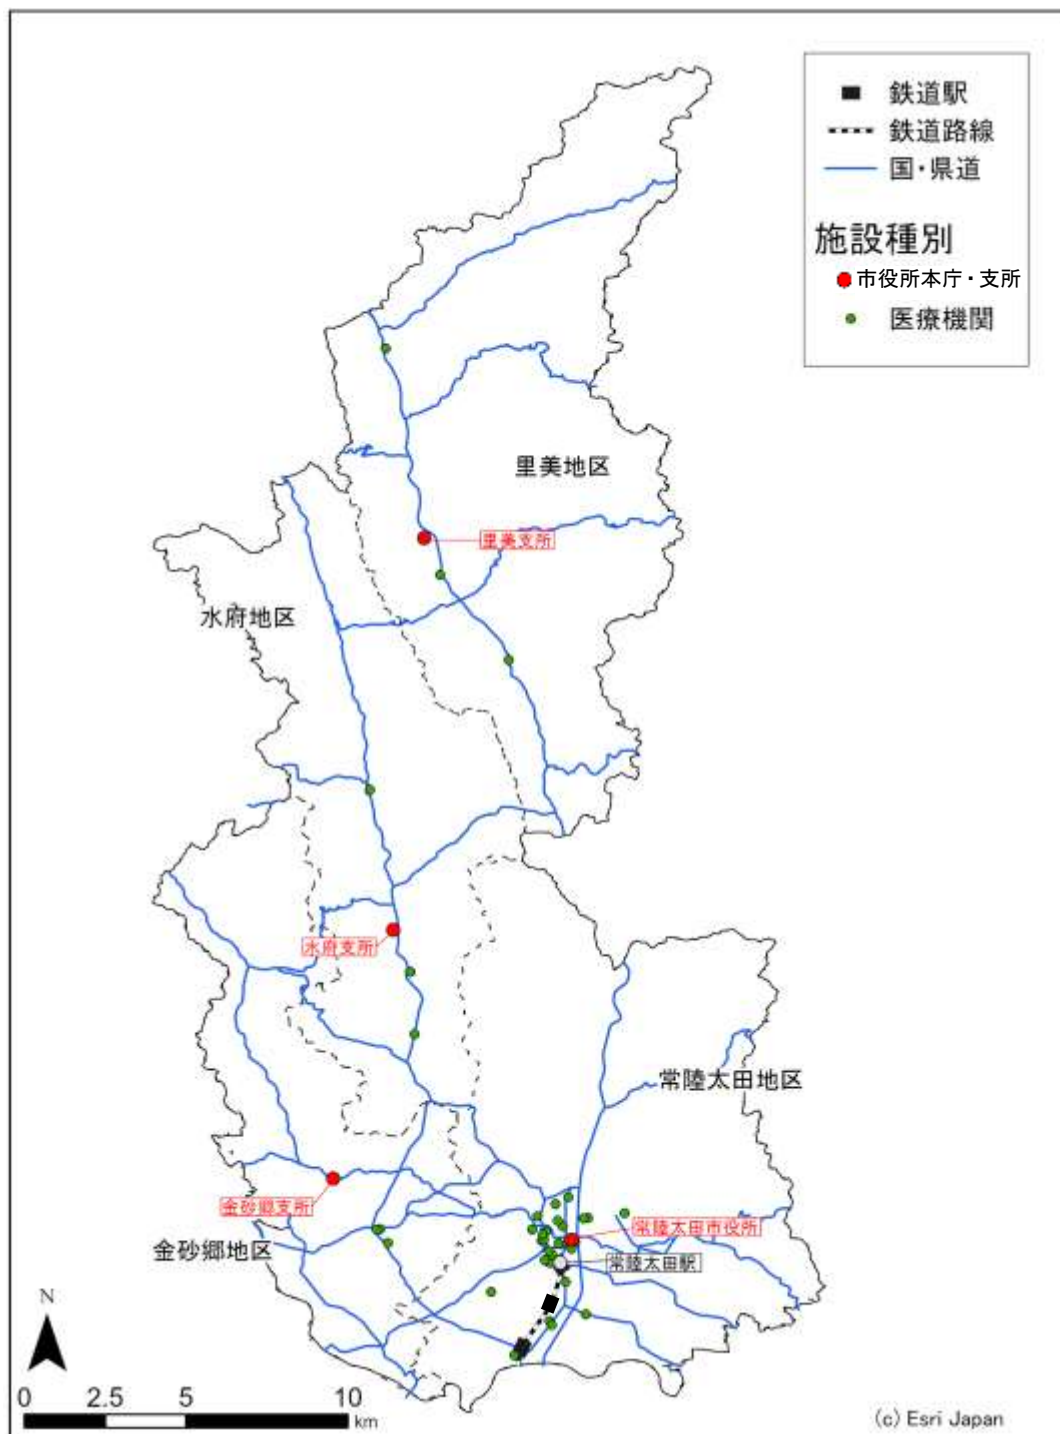 鉄道駅
鉄道路線
国・県道
施設種別
市役所本庁・支所
医療機関
里美地区
里美支所
水府地区
水府支所
常陸太田地区
金砂郷支所
常陸太田市役所
金砂郷地区
常陸太田駅
N
0 2.5 5 10
km
(c) Esri Japan